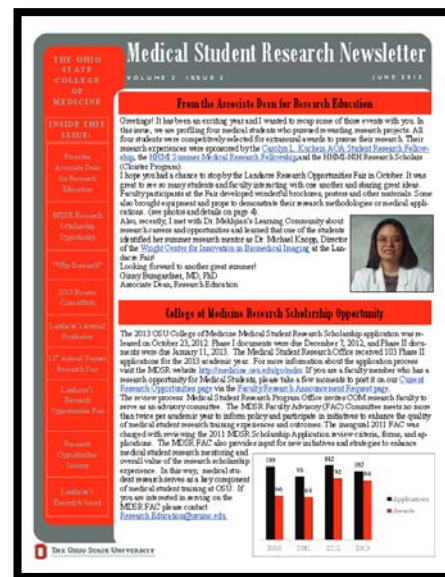 THE OHIO
STATE
COLLEGE
OF
MEDICINE
Medical Student Research Newsletter
VOLUME 2 ISSUE 2
JUNE 2013
INSIDE THIS
ISSUE:
From the
Associate Dean
for Research
Education
MDSR Research
Scholarship
Opportunity
"Why Research"
2013 Process
Landacre's Annual
12th Annual Trainee
Research Day
Landacre's
Research
Opportunities Fair
Research
Opportunities
Session
Landacre's
Executive Board
From the Associate Dean for Research Education
Greetings! It has been an exciting year and I wanted to recap some of those events with you. In
this issue, we are profiling four medical students who pursued rewarding research projects. All
four students were competitively selected for extramural awards to pursue their research. Their
research experiences were sponsored by the Carolyn L. Kuckein AOA Student Research Fellow-
ship, the HHMI Summer Medical Research Fellowship, and the HHMI-NIH Research Scholars
(Cloister Program).
I hope you had a chance to stop by the Landacre Research Opportunities Fair in October. It was
great to see so many students and faculty interacting with one another and sharing great ideas.
Faculty participants at the Fair developed wonderful brochures, posters and other materials. Some
also brought equipment and props to demonstrate their research methodologies or medical appli-
cations. (see photos and details on page 4).
Also, recently, I met with Dr. Mekhjian's Learning Community about
research careers and opportunities and learned that one of the students
identified her summer research mentor as Dr. Michael Knopp, Director
of the Wright Center for Innovation in Biomedical Imaging at the Lan-
dacre Fair!
Looking forward to another great summer!
Ginny Bumgardner, MD, PhD
Associate Dean, Research Education
College of Medicine Research Scholarship Opportunity
The 2013 OSU College of Medicine Medical Student Research Scholarship application was re-
leased on October 23, 2012. Phase I documents were due December 7, 2012, and Phase II docu-
ments were due January 11, 2013. The Medical Student Research Office received 103 Phase II
applications for the 2013 academic year. For more information about the application process
visit the MDSR website http://medicine.osu.edu/go/mdsr. If you are a faculty member who has a
research opportunity for Medical Students, please take a few moments to post it on our Current
Research Opportunities page via the Faculty Research Announcement Request page.
The review process: Medical Student Research Program Office invites COM research faculty to
serve as an advisory committee. The MDSR Faculty Advisory (FAC) Committee meets no more
than twice per academic year to inform policy and participate in initiatives to enhance the quality
of medical student research training experiences and outcomes. The inaugural 2011 FAC was
charged with reviewing the 2011 MDSR Scholarship Application review criteria, forms, and ap-
plications. The MDSR FAC also provides input for new initiatives and strategies to enhance
medical student research mentoring and
overall value of the research scholarship
experience. In this way, medical stu-
dent research serves as a key component
of medical student training at OSU. If
you are interested in serving on the
MDSR FAC please contact
Research.Education@osumc.edu.
110
66
95
112
92
102
Applications
Awards
2010 2011 2012 2013
THE OHIO STATE UNIVERSITY